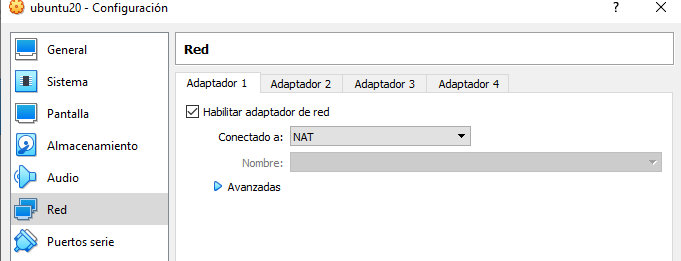 ubuntu20 - Configuración
?
General
Sistema
Pantalla
Almacenamiento
Audio
Red
Puertos serie
Red
Adaptador 1 Adaptador 2 Adaptador 3 Adaptador 4
Habilitar adaptador de red
Conectado a: NAT
Nombre:
Avanzadas